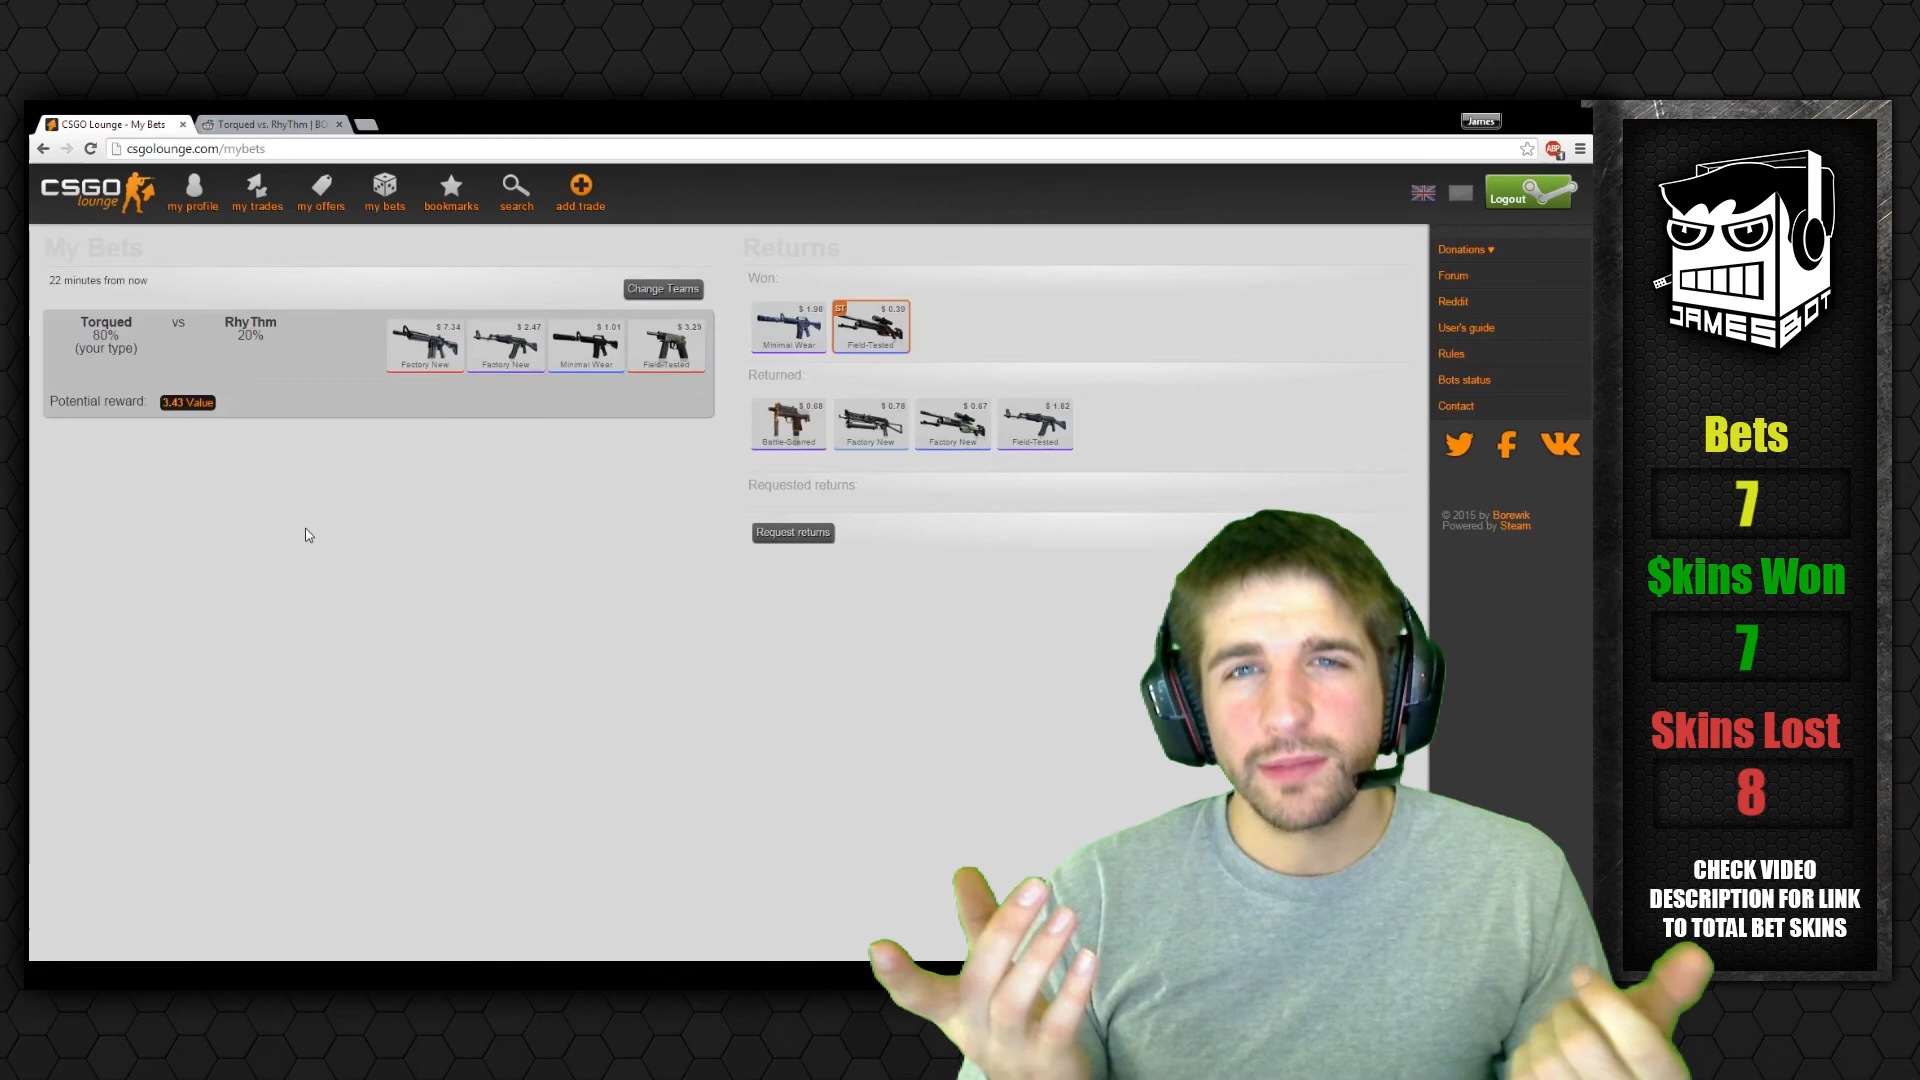 CSGO Lounge - My Bets
Torqued vs. RhyThm | BO
James
csgolounge.com/mybets
ABP
1
CSGO
lounge
my profile
my trades
my offers
my bets
bookmarks
search
add trade
Logout
My Bets
22 minutes from now
Change Teams
Torqued
80%
(your type)
vs
RhyThm
20%
$ 7.34
Factory New
$ 2.47
Factory New
$ 1.01
Minimal Wear
$ 3.29
Field-Tested
Potential reward:
3.43 Value
Returns
Won:
$ 1.98
Minimal Wear
ST
$ 0.39
Field-Tested
Returned:
$ 0.68
Battle-Scarred
$ 0.78
Factory New
$ 0.67
Factory New
$ 1.82
Field-Tested
Requested returns:
Request returns
Donations ♥
Forum
Reddit
User's guide
Rules
Bots status
Contact
© 2015 by Borewik
Powered by Steam
JAMESBOT
Bets
7
$kins Won
7
Skins Lost
8
CHECK VIDEO
DESCRIPTION FOR LINK
TO TOTAL BET SKINS